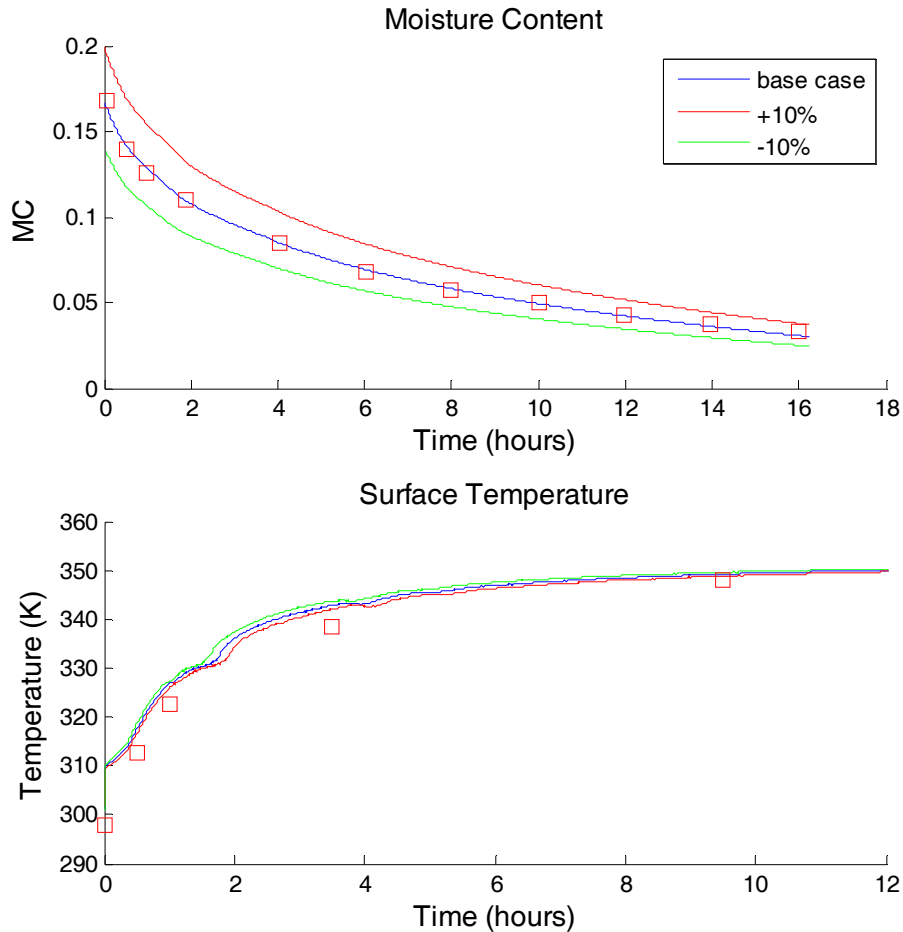 Moisture Content
0.2
0.15
0.1
0.05
0
MC
base case
+10%
-10%
0 2 4 6 8 10 12 14 16 18
Time (hours)
Surface Temperature
360
350
340
330
320
310
300
290
Temperature (K)
0 2 4 6 8 10 12
Time (hours)